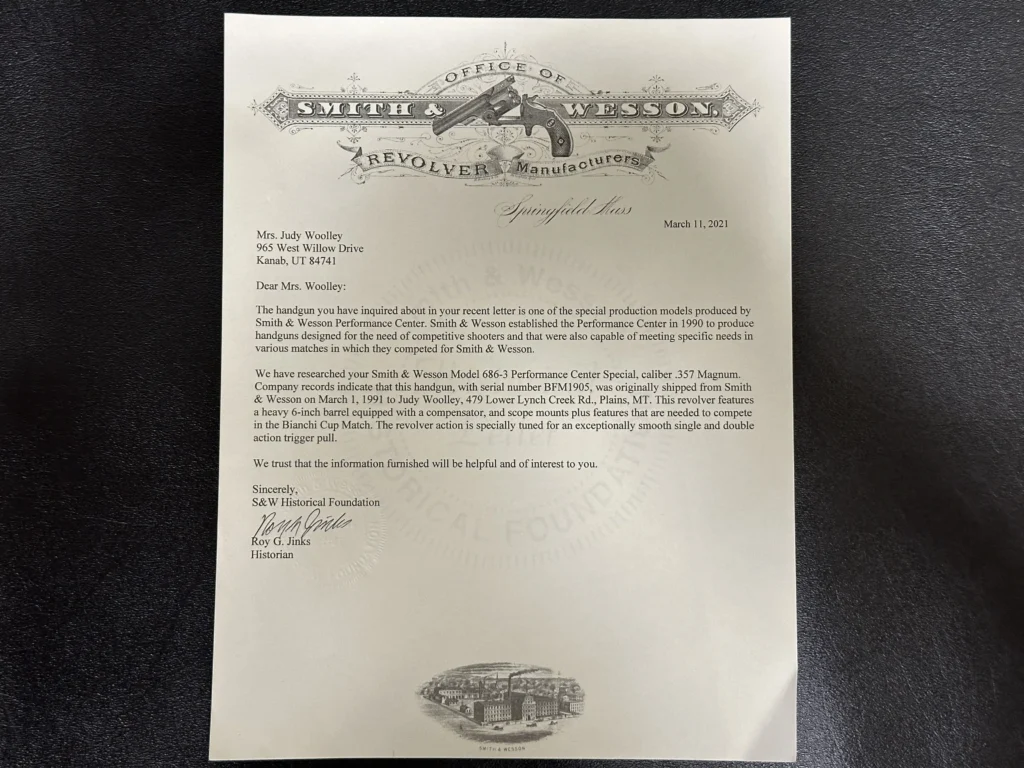 OFFICE OF
SMITH & WESSON,
REVOLVER Manufacturers
Springfield Mass
March 11, 2021
Mrs. Judy Woolley
965 West Willow Drive
Kanab, UT 84741
Dear Mrs. Woolley:
The handgun you have inquired about in your recent letter is one of the special production models produced by
Smith & Wesson Performance Center. Smith & Wesson established the Performance Center in 1990 to produce
handguns designed for the need of competitive shooters and that were also capable of meeting specific needs in
various matches in which they competed for Smith & Wesson.
We have researched your Smith & Wesson Model 686-3 Performance Center Special, caliber .357 Magnum.
Company records indicate that this handgun, with serial number BFM1905, was originally shipped from Smith
& Wesson on March 1, 1991 to Judy Woolley, 479 Lower Lynch Creek Rd., Plains, MT. This revolver features
a heavy 6-inch barrel equipped with a compensator, and scope mounts plus features that are needed to compete
in the Bianchi Cup Match. The revolver action is specially tuned for an exceptionally smooth single and double
action trigger pull.
We trust that the information furnished will be helpful and of interest to you.
Sincerely,
S&W Historical Foundation
Roy G. Jinks
Roy G. Jinks
Historian
SMITH & WESSON